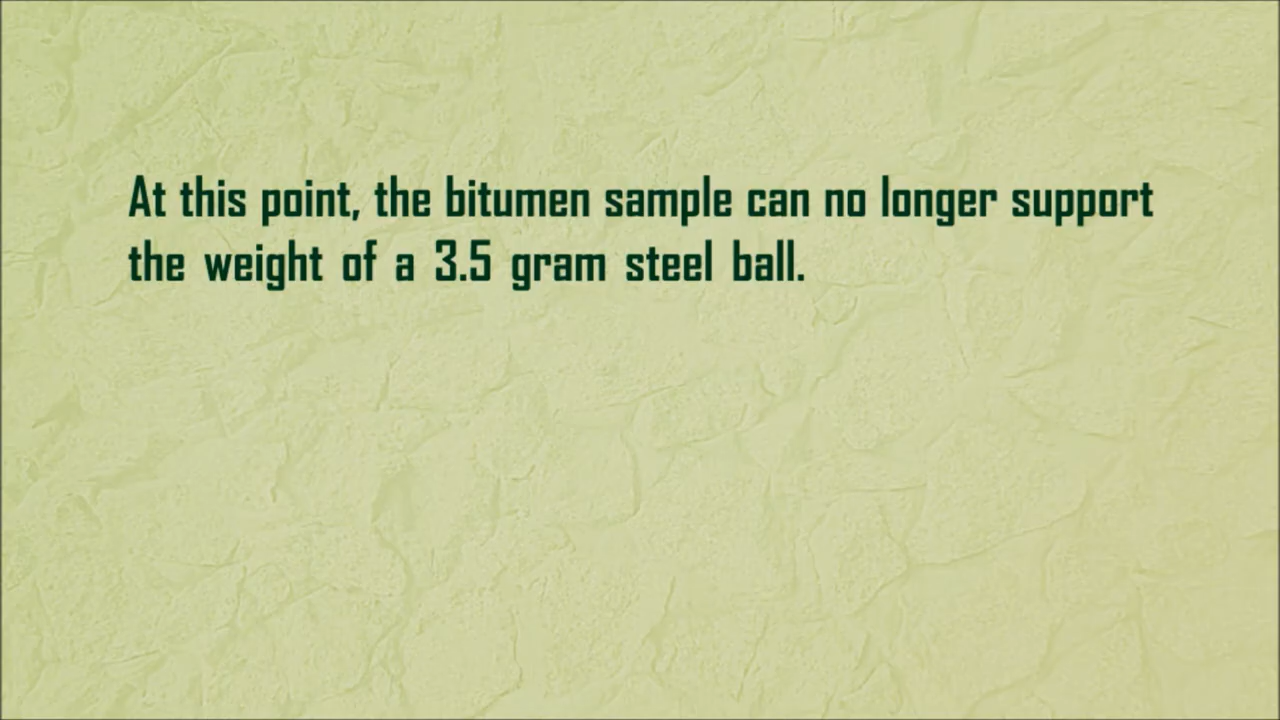 At this point, the bitumen sample can no longer support
the weight of a 3.5 gram steel ball.